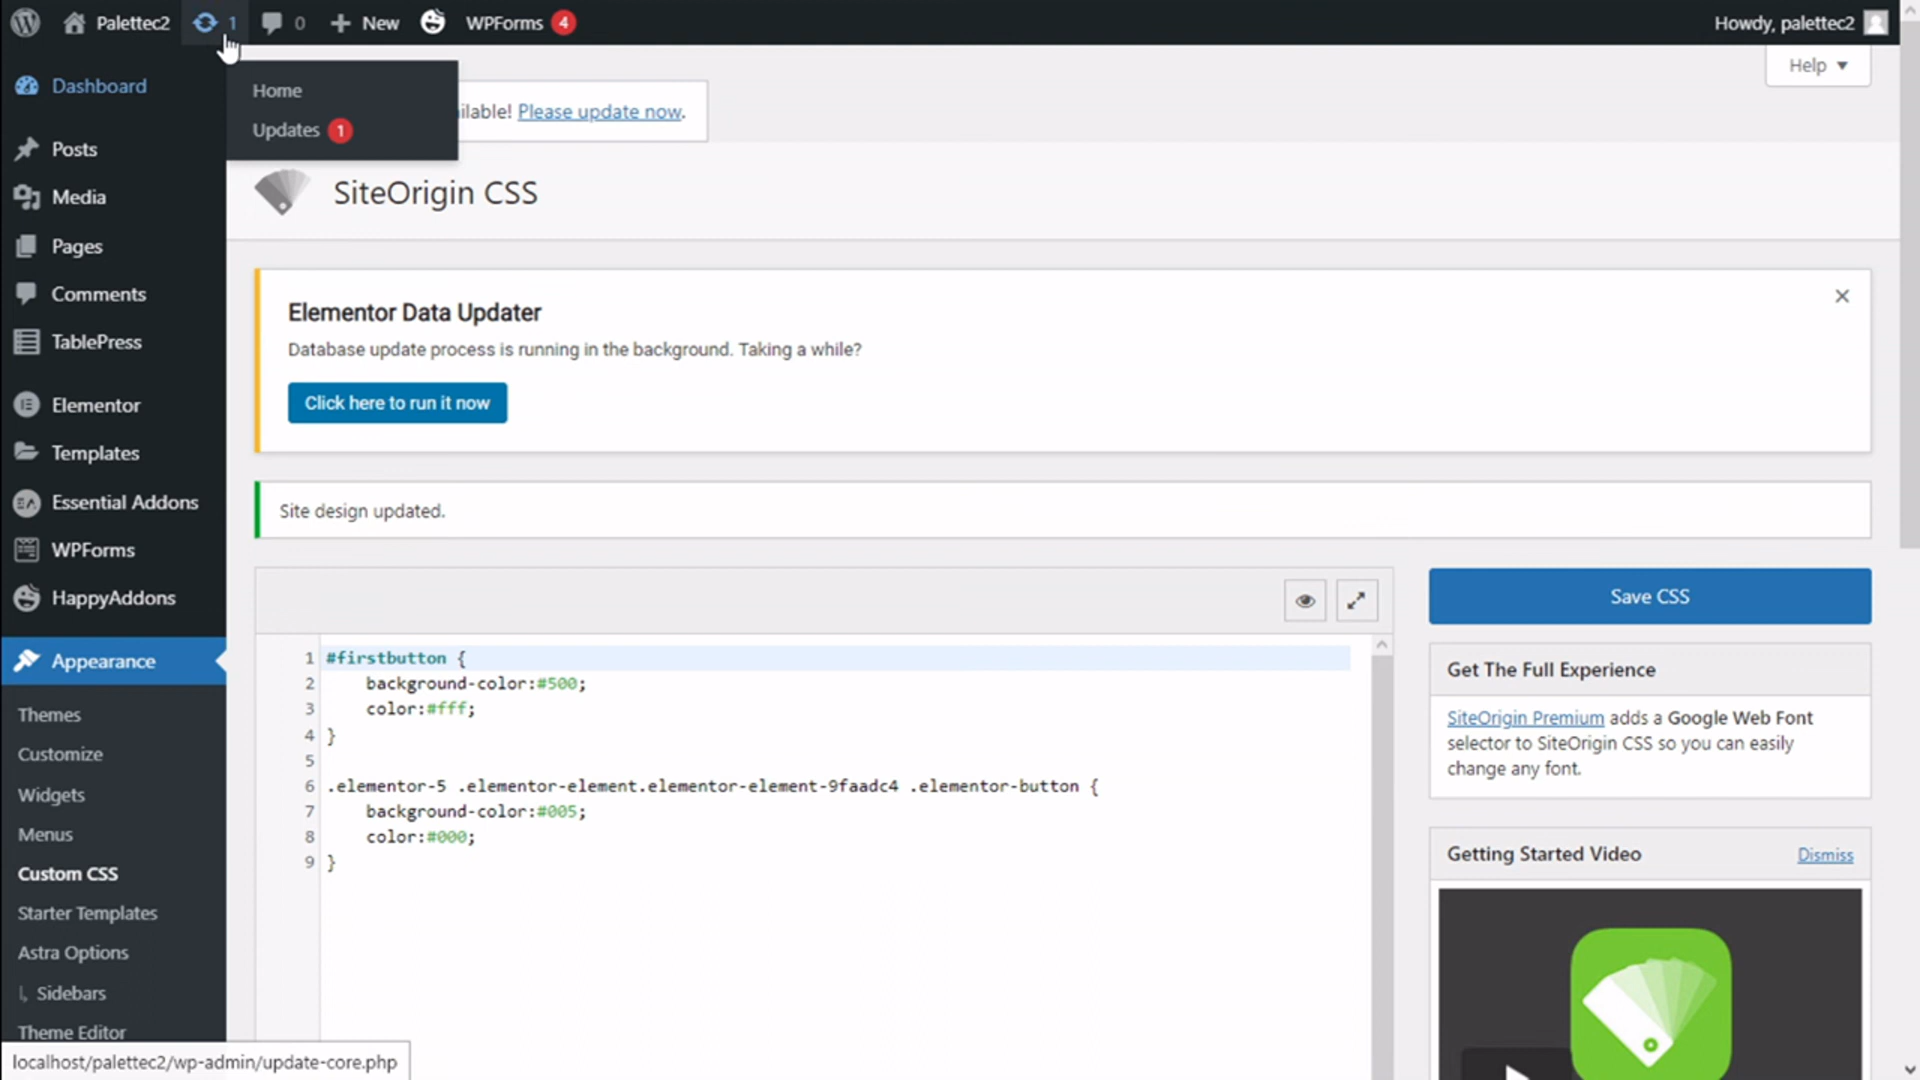 Palettec2 1 0 New WPForms 4 Howdy, palettec2
Help
Dashboard
Home
Updates 1
ilable! Please update now.
Posts
Media
Pages
Comments
TablePress
Elementor
Templates
Essential Addons
WPForms
HappyAddons
Appearance
Themes
Customize
Widgets
Menus
Custom CSS
Starter Templates
Astra Options
Sidebars
Theme Editor
localhost/palettec2/wp-admin/update-core.php
SiteOrigin CSS
Elementor Data Updater
Database update process is running in the background. Taking a while?
Click here to run it now
Site design updated.
1 #firstbutton {
2 background-color:#500;
3 color:#fff;
4 }
5
6 .elementor-5 .elementor-element.elementor-element-9faadc4 .elementor-button {
7 background-color:#005;
8 color:#000;
9 }
Save CSS
Get The Full Experience
SiteOrigin Premium adds a Google Web Font
selector to SiteOrigin CSS so you can easily
change any font.
Getting Started Video Dismiss